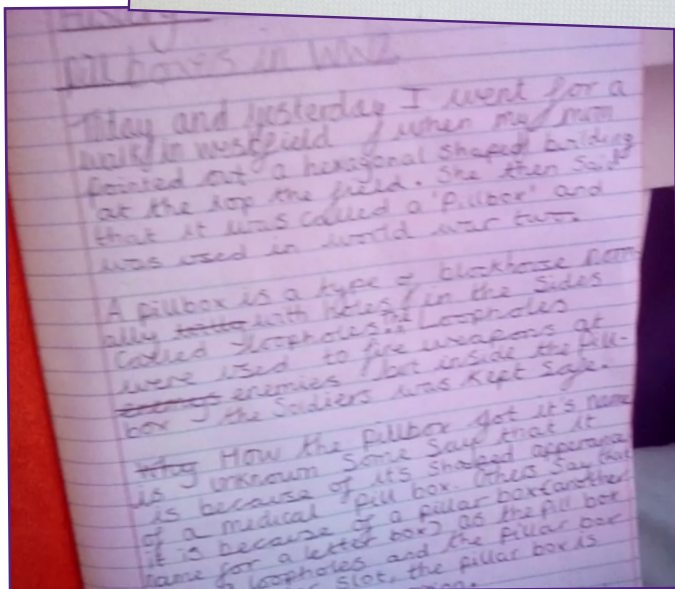 History
Pill boxes in WW2
Today and yesterday I went for a
walk in westfield when my mum
pointed out a hexagonal shaped building
at the top the field. She then said
that it was called a 'Pillbox' and
was used in world war two.
A pillbox is a type of blockhouse norm-
ally with holes in the sides
called loopholes. The Loopholes
were used to fire weapons at
enemies but inside the pill-
box the Soldiers was kept safe.
Why How the pillbox got it's name
is unknown some say that it
is because of it's shaped apperance
of a medical pill box. Others say that
it is because of a pillar box (another
name for a letter box) as the pill box
loopholes and the pillar box
slot, the pillar box is